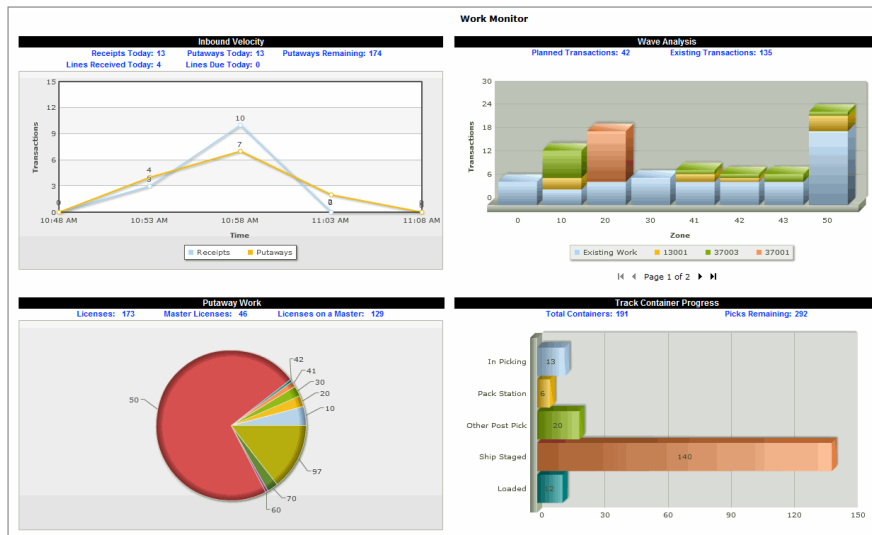 Work Monitor
Inbound Velocity
Receipts Today: 13 Putaways Today: 13 Putaways Remaining: 174
Lines Received Today: 4 Lines Due Today: 0
15
12
9
6
3
0
Transactions
10
7
4
3
2
0
0
10:48 AM 10:53 AM 10:58 AM 11:03 AM 11:08 AM
Time
Receipts Putaways
Wave Analysis
Planned Transactions: 42 Existing Transactions: 135
30
24
18
12
6
0
Transactions
0 10 20 30 41 42 43 50
Zone
Existing Work 13001 37003 37001
Page 1 of 2
Putaway Work
Licenses: 173 Master Licenses: 46 Licenses on a Master: 129
42
41
30
20
10
50
97
70
60
Track Container Progress
Total Containers: 191 Picks Remaining: 292
In Picking 13
Pack Station 6
Other Post Pick 20
Ship Staged 140
Loaded 12
0 30 60 90 120 150